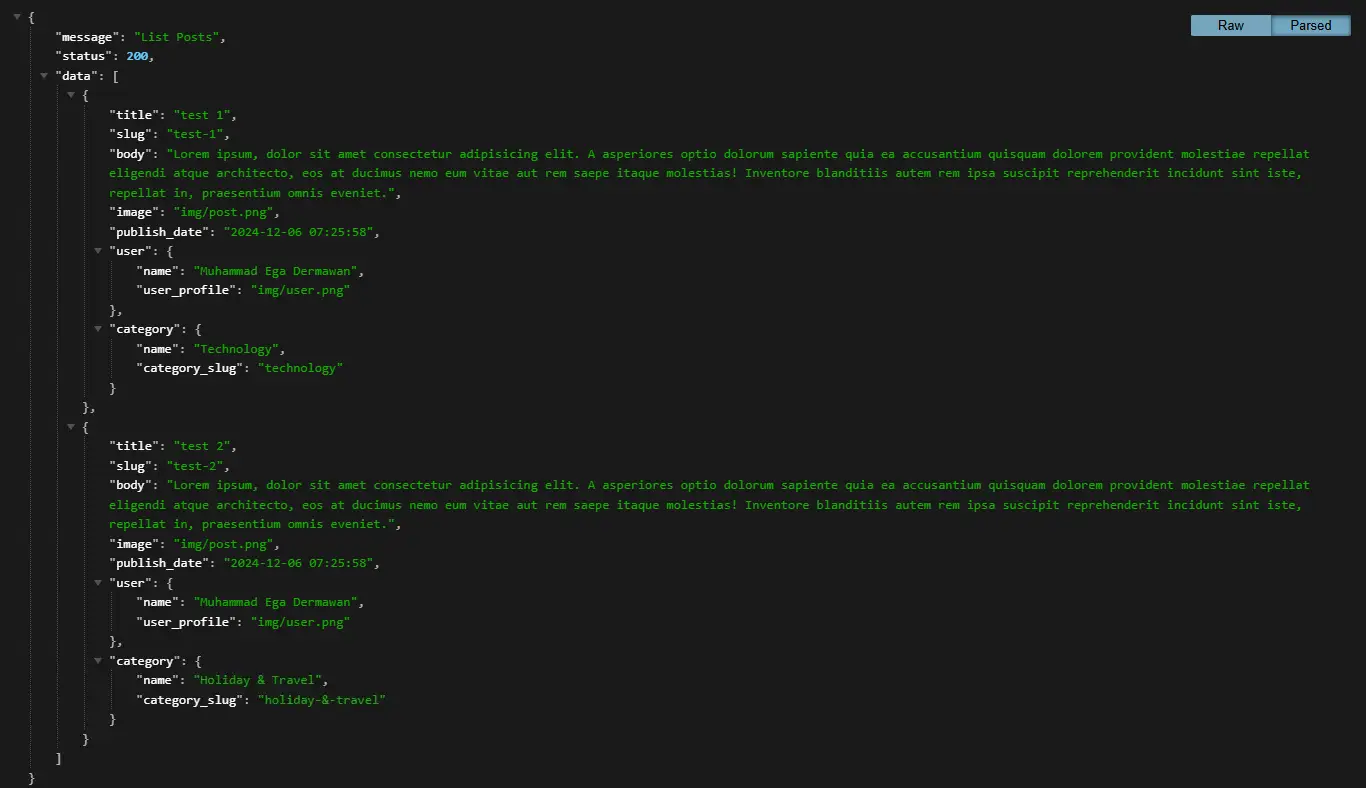 {
Raw Parsed
"message": "List Posts",
"status": 200,
"data": [
{
"title": "test 1",
"slug": "test-1",
"body": "Lorem ipsum, dolor sit amet consectetur adipisicing elit. A asperiores optio dolorum sapiente quia ea accusantium quisquam dolorem provident molestiae repellat
eligendi atque architecto, eos at ducimus nemo eum vitae aut rem saepe itaque molestias! Inventore blanditiis autem rem ipsa suscipit reprehenderit incidunt sint iste,
repellat in, praesentium omnis eveniet.",
"image": "img/post.png",
"publish_date": "2024-12-06 07:25:58",
"user": {
"name": "Muhammad Ega Dermawan",
"user_profile": "img/user.png"
},
"category": {
"name": "Technology",
"category_slug": "technology"
}
},
{
"title": "test 2",
"slug": "test-2",
"body": "Lorem ipsum, dolor sit amet consectetur adipisicing elit. A asperiores optio dolorum sapiente quia ea accusantium quisquam dolorem provident molestiae repellat
eligendi atque architecto, eos at ducimus nemo eum vitae aut rem saepe itaque molestias! Inventore blanditiis autem rem ipsa suscipit reprehenderit incidunt sint iste,
repellat in, praesentium omnis eveniet.",
"image": "img/post.png",
"publish_date": "2024-12-06 07:25:58",
"user": {
"name": "Muhammad Ega Dermawan",
"user_profile": "img/user.png"
},
"category": {
"name": "Holiday & Travel",
"category_slug": "holiday-&-travel"
}
}
]
}